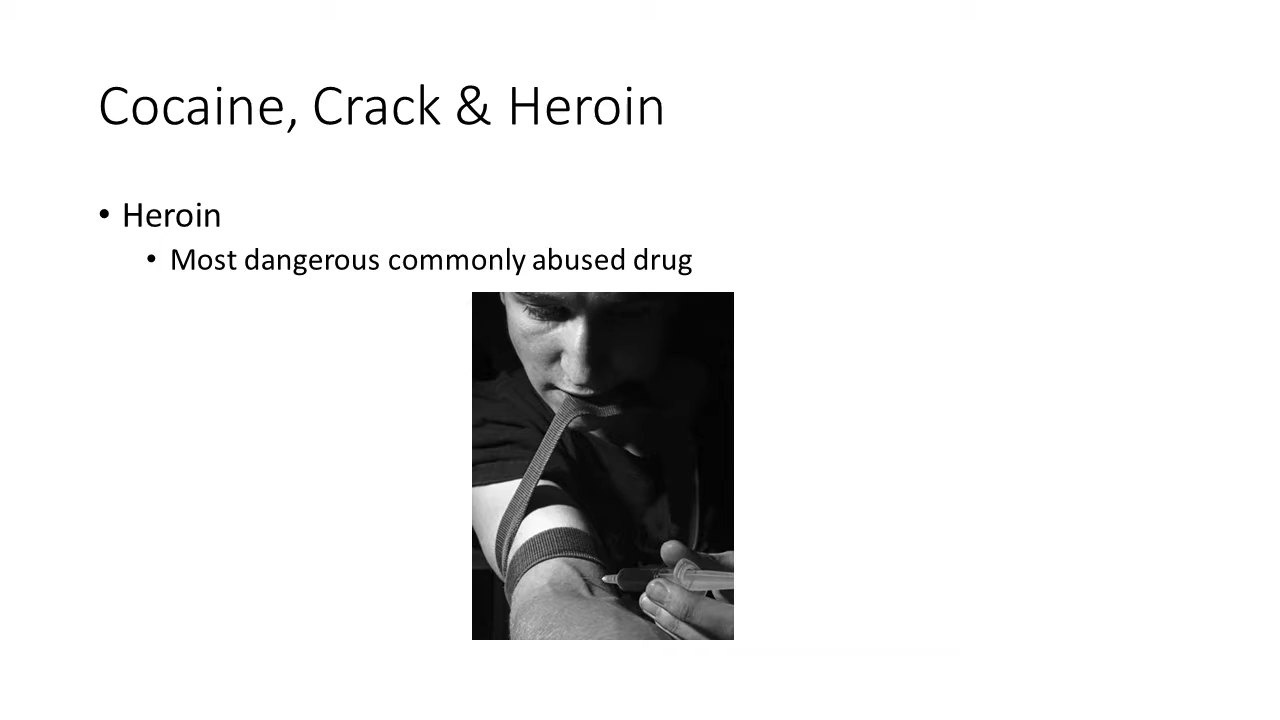 Cocaine, Crack & Heroin
• Heroin
• Most dangerous commonly abused drug